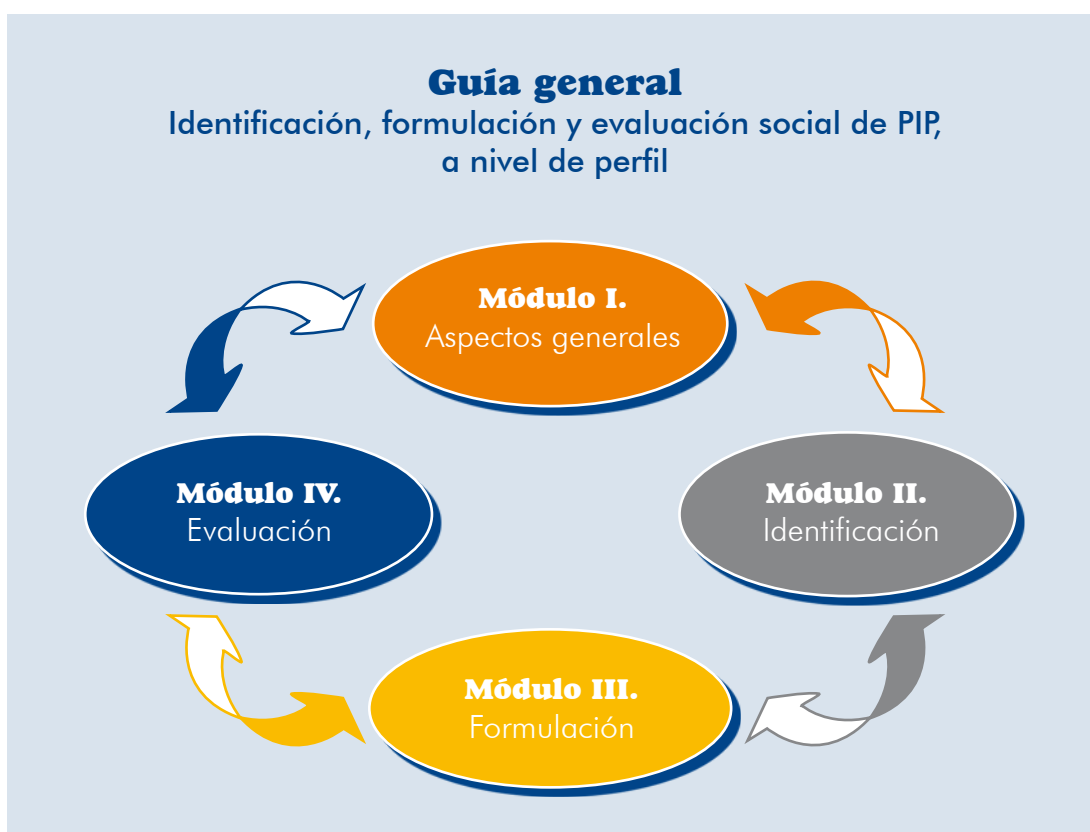 Guía general
Identificación, formulación y evaluación social de PIP,
a nivel de perfil
Módulo I.
Aspectos generales
Módulo IV.
Evaluación
Módulo II.
Identificación
Módulo III.
Formulación